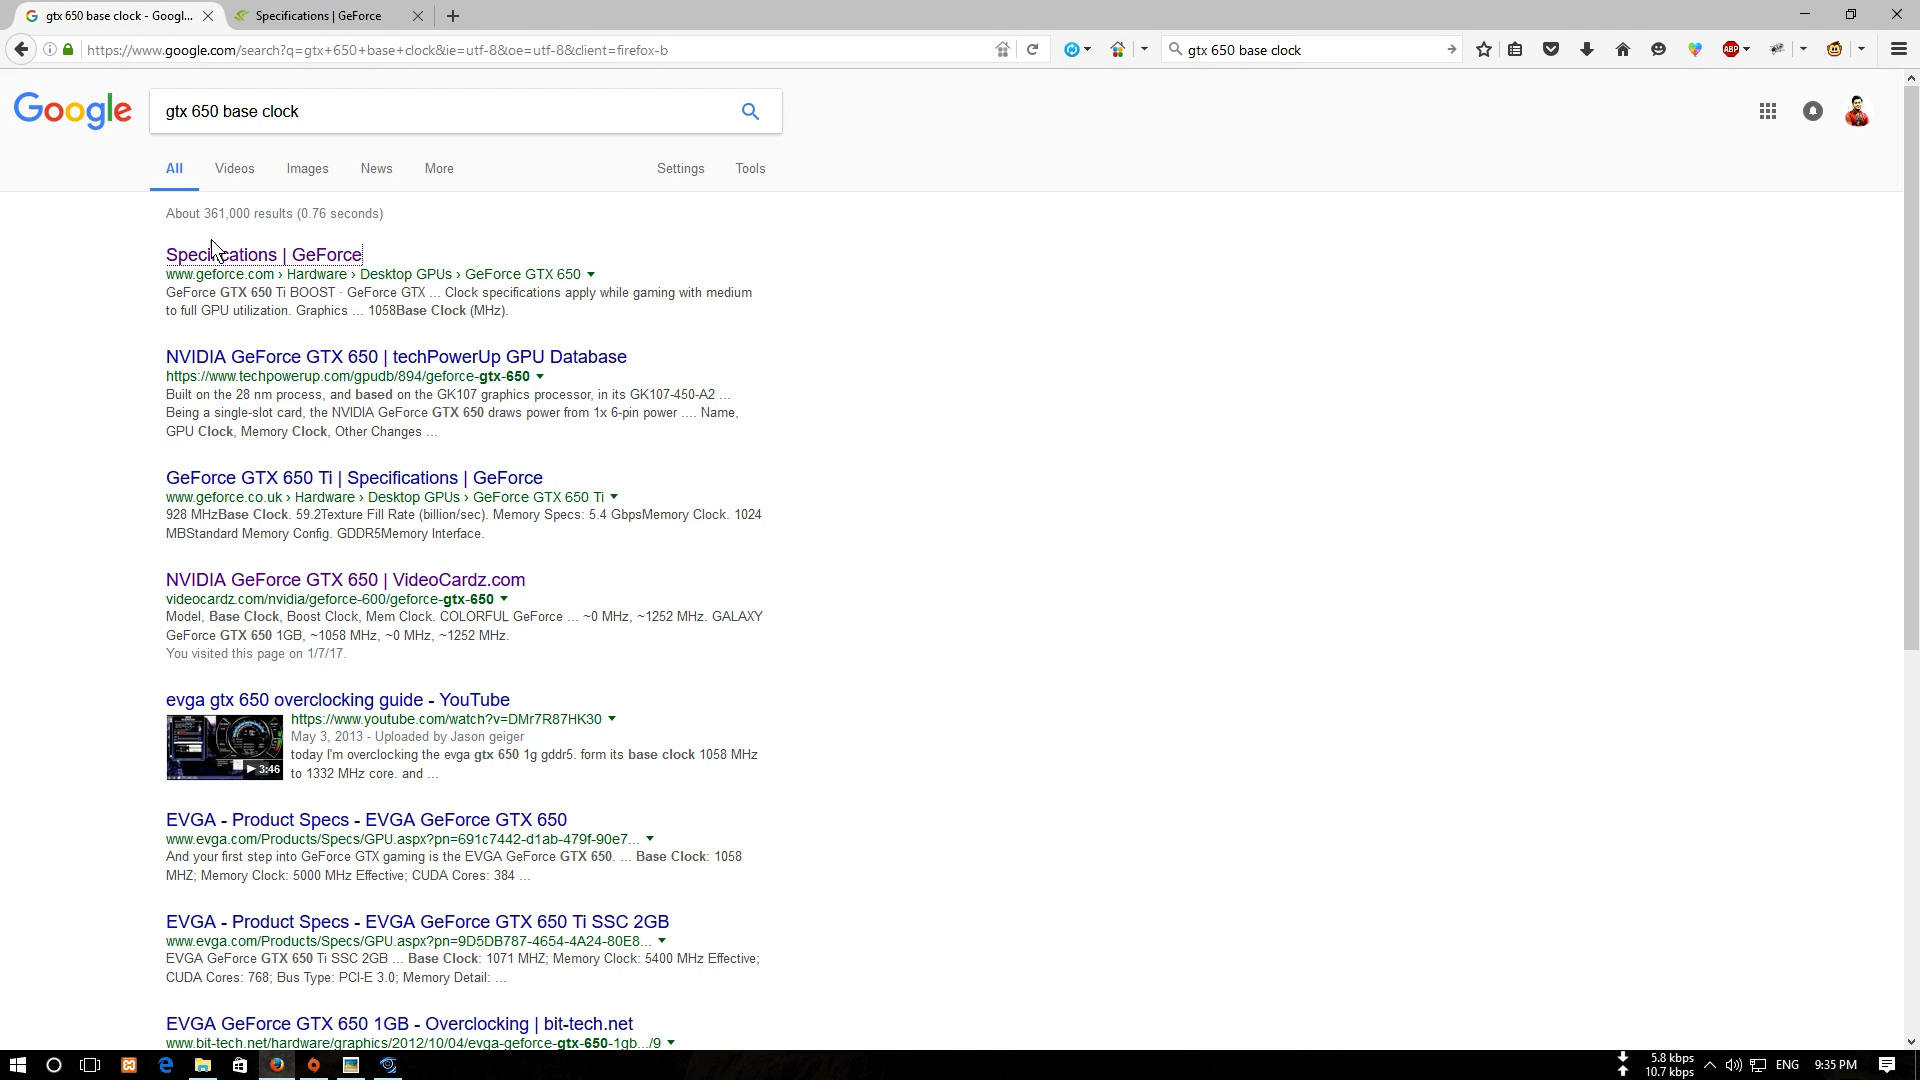 gtx 650 base clock - Googl...
Specifications | GeForce
https://www.google.com/search?q=gtx+650+base+clock&ie=utf-8&oe=utf-8&client=firefox-b
gtx 650 base clock
ABP
Google
gtx 650 base clock
All Videos Images News More Settings Tools
About 361,000 results (0.76 seconds)
Specifications | GeForce
www.geforce.com › Hardware › Desktop GPUs › GeForce GTX 650
GeForce GTX 650 Ti BOOST · GeForce GTX ... Clock specifications apply while gaming with medium
to full GPU utilization. Graphics ... 1058Base Clock (MHz).
NVIDIA GeForce GTX 650 | techPowerUp GPU Database
https://www.techpowerup.com/gpudb/894/geforce-gtx-650
Built on the 28 nm process, and based on the GK107 graphics processor, in its GK107-450-A2 ...
Being a single-slot card, the NVIDIA GeForce GTX 650 draws power from 1x 6-pin power .... Name,
GPU Clock, Memory Clock, Other Changes ...
GeForce GTX 650 Ti | Specifications | GeForce
www.geforce.co.uk › Hardware › Desktop GPUs › GeForce GTX 650 Ti
928 MHzBase Clock. 59.2Texture Fill Rate (billion/sec). Memory Specs: 5.4 GbpsMemory Clock. 1024
MBStandard Memory Config. GDDR5Memory Interface.
NVIDIA GeForce GTX 650 | VideoCardz.com
videocardz.com/nvidia/geforce-600/geforce-gtx-650
Model, Base Clock, Boost Clock, Mem Clock. COLORFUL GeForce ... ~0 MHz, ~1252 MHz. GALAXY
GeForce GTX 650 1GB, ~1058 MHz, ~0 MHz, ~1252 MHz.
You visited this page on 1/7/17.
evga gtx 650 overclocking guide - YouTube
https://www.youtube.com/watch?v=DMr7R87HK30
May 3, 2013 - Uploaded by Jason geiger
today I'm overclocking the evga gtx 650 1g gddr5. form its base clock 1058 MHz
to 1332 MHz core. and ...
3:46
EVGA - Product Specs - EVGA GeForce GTX 650
www.evga.com/Products/Specs/GPU.aspx?pn=691c7442-d1ab-479f-90e7...
And your first step into GeForce GTX gaming is the EVGA GeForce GTX 650. ... Base Clock: 1058
MHZ; Memory Clock: 5000 MHz Effective; CUDA Cores: 384 ...
EVGA - Product Specs - EVGA GeForce GTX 650 Ti SSC 2GB
www.evga.com/Products/Specs/GPU.aspx?pn=9D5DB787-4654-4A24-80E8...
EVGA GeForce GTX 650 Ti SSC 2GB ... Base Clock: 1071 MHZ; Memory Clock: 5400 MHz Effective;
CUDA Cores: 768; Bus Type: PCI-E 3.0; Memory Detail: ...
EVGA GeForce GTX 650 1GB - Overclocking | bit-tech.net
www.bit-tech.net/hardware/graphics/2012/10/04/evga-geforce-gtx-650-1gb.../9
5.8 kbps
10.7 kbps
ENG
9:35 PM